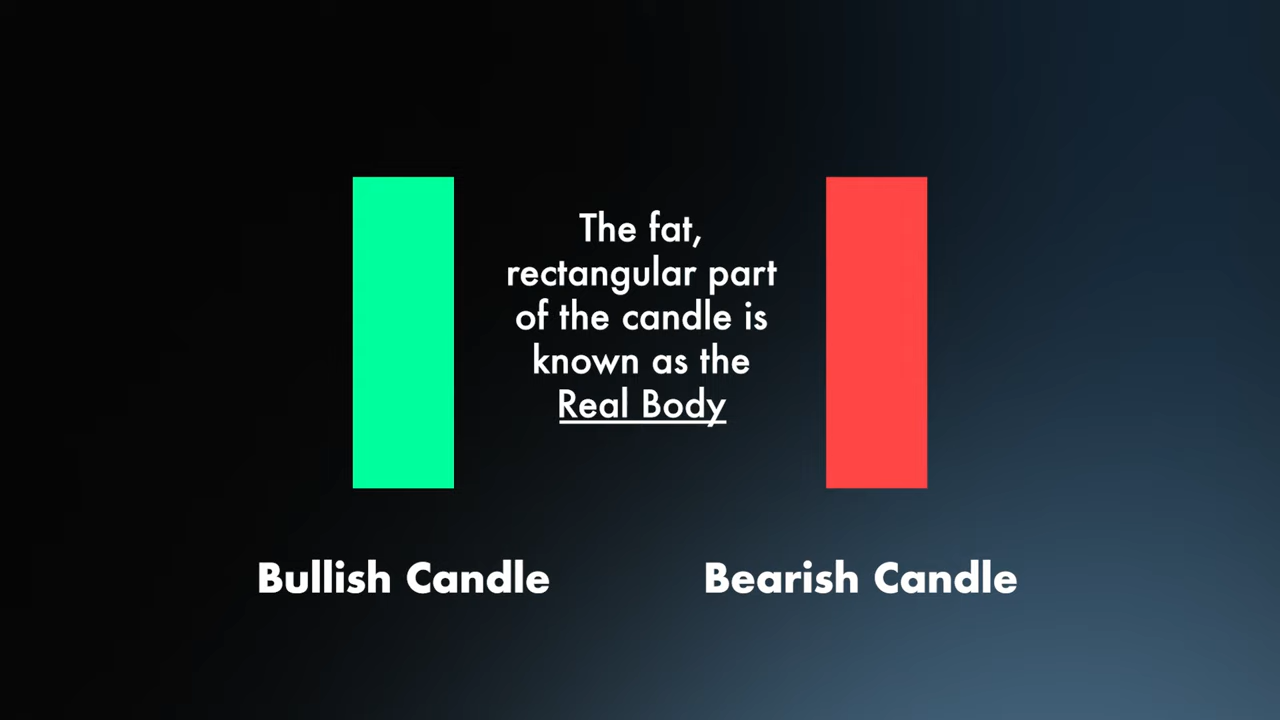 The fat,
rectangular part
of the candle is
known as the
Real Body
Bullish Candle
Bearish Candle